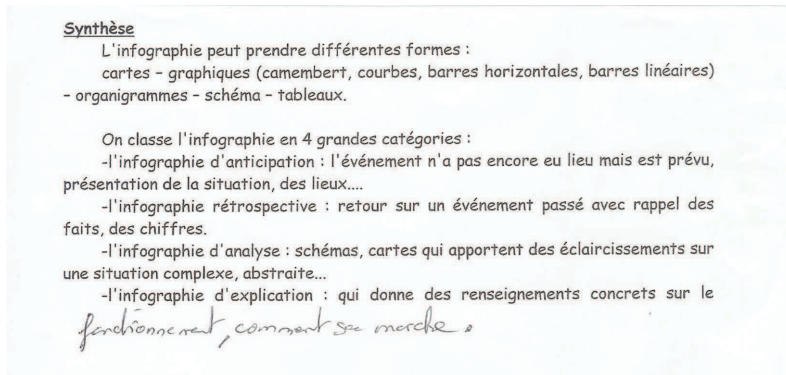 Synthèse
L'infographie peut prendre différentes formes :
cartes – graphiques (camembert, courbes, barres horizontales, barres linéaires)
– organigrammes – schéma – tableaux.
On classe l'infographie en 4 grandes catégories :
-l'infographie d'anticipation : l'événement n'a pas encore eu lieu mais est prévu,
présentation de la situation, des lieux....
-l'infographie rétrospective : retour sur un événement passé avec rappel des
faits, des chiffres.
-l'infographie d'analyse : schémas, cartes qui apportent des éclaircissements sur
une situation complexe, abstraite...
-l'infographie d'explication : qui donne des renseignements concrets sur le
fonctionnement, comment marche.